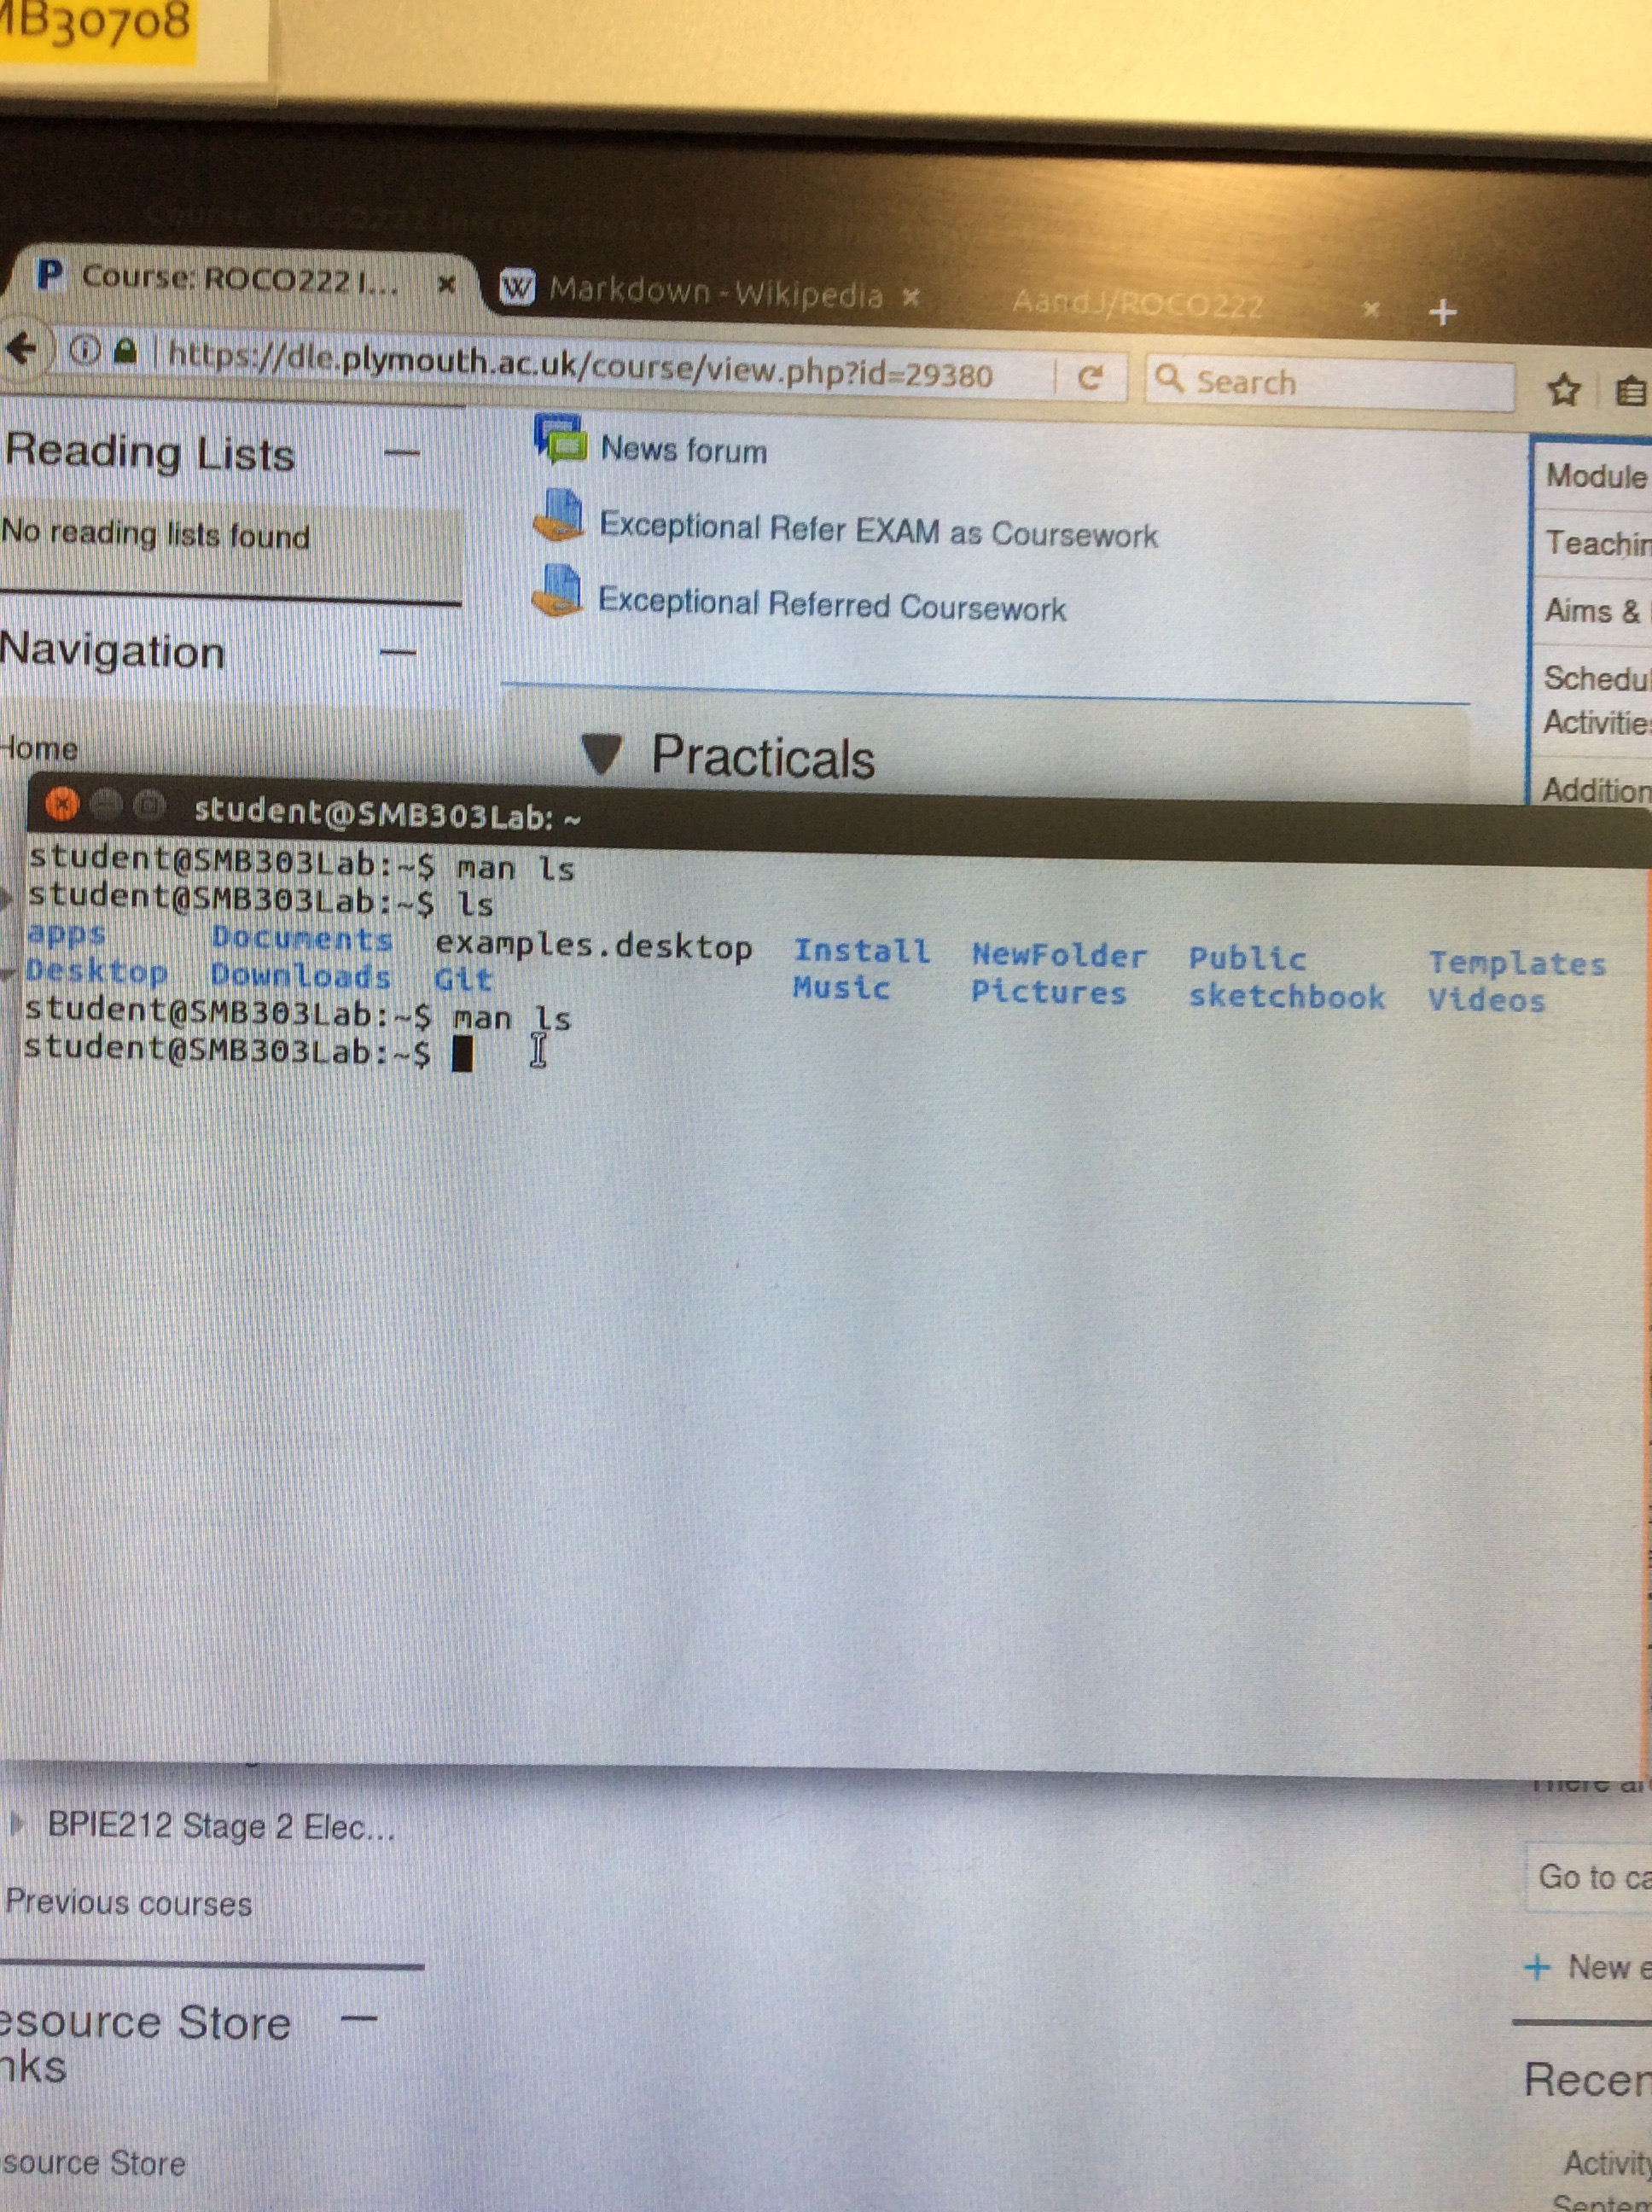 MB30708
Course: ROCO222 I...
Markdown - Wikipedia
AandJ/ROCO222
https://dle.plymouth.ac.uk/course/view.php?id=29380
Search
Reading Lists
No reading lists found
Navigation
Home
News forum
Exceptional Refer EXAM as Coursework
Exceptional Referred Coursework
Practicals
Module
Teachin
Aims &
Schedul
Activities
Addition
student@SMB303Lab: ~
student@SMB303Lab:~$ man ls
student@SMB303Lab:~$ ls
apps Documents examples.desktop Install NewFolder Public Templates
Desktop Downloads Git Music Pictures sketchbook Videos
student@SMB303Lab:~$ man ls
student@SMB303Lab:~$
BPIE212 Stage 2 Elec...
Previous courses
esource Store
nks
source Store
There ar
Go to ca
New e
Recen
Activity